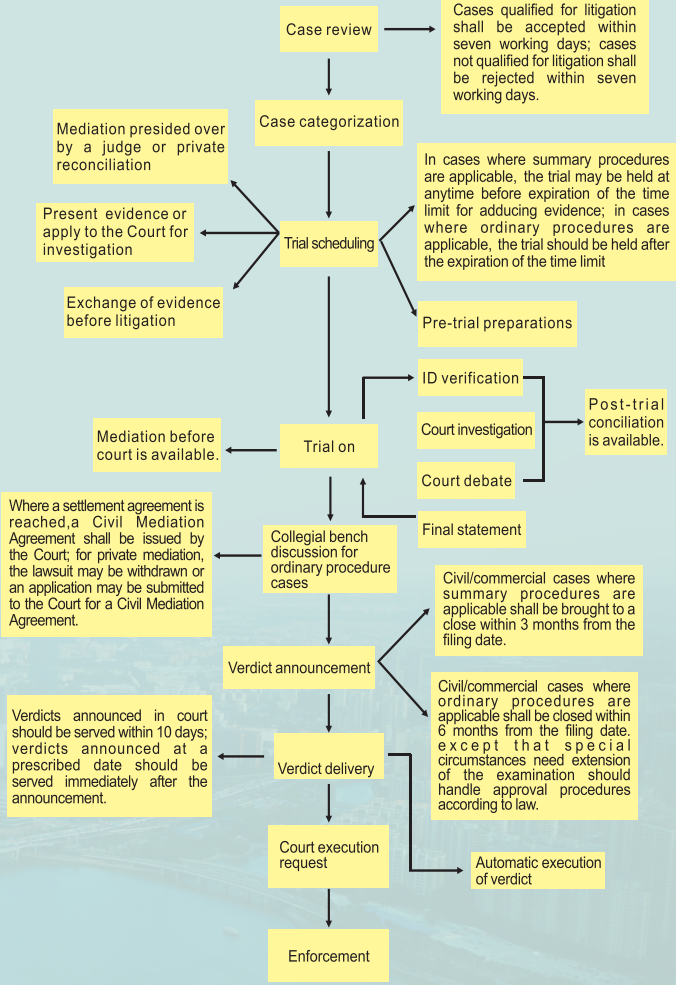 Case review
Cases qualified for litigation
shall be accepted within
seven working days; cases
not qualified for litigation shall
be rejected within seven
working days.
Case categorization
Mediation presided over
by a judge or private
reconciliation
In cases where summary procedures
are applicable, the trial may be held at
anytime before expiration of the time
limit for adducing evidence; in cases
where ordinary procedures are
applicable, the trial should be held after
the expiration of the time limit
Present evidence or
apply to the Court for
investigation
Trial scheduling
Exchange of evidence
before litigation
Pre-trial preparations
ID verification
Post-trial
conciliation
is available.
Court investigation
Mediation before
court is available.
Trial on
Court debate
Final statement
Where a settlement agreement is
reached,a Civil Mediation
Agreement shall be issued by
the Court; for private mediation,
the lawsuit may be withdrawn or
an application may be submitted
to the Court for a Civil Mediation
Agreement.
Collegial bench
discussion for
ordinary procedure
cases
Civil/commercial cases where
summary procedures are
applicable shall be brought to a
close within 3 months from the
filing date.
Verdict announcement
Civil/commercial cases where
ordinary procedures are
applicable shall be closed within
6 months from the filing date.
except that special
circumstances need extension
of the examination should
handle approval procedures
according to law.
Verdicts announced in court
should be served within 10 days;
verdicts announced at a
prescribed date should be
served immediately after the
announcement.
Verdict delivery
Court execution
request
Automatic execution
of verdict
Enforcement